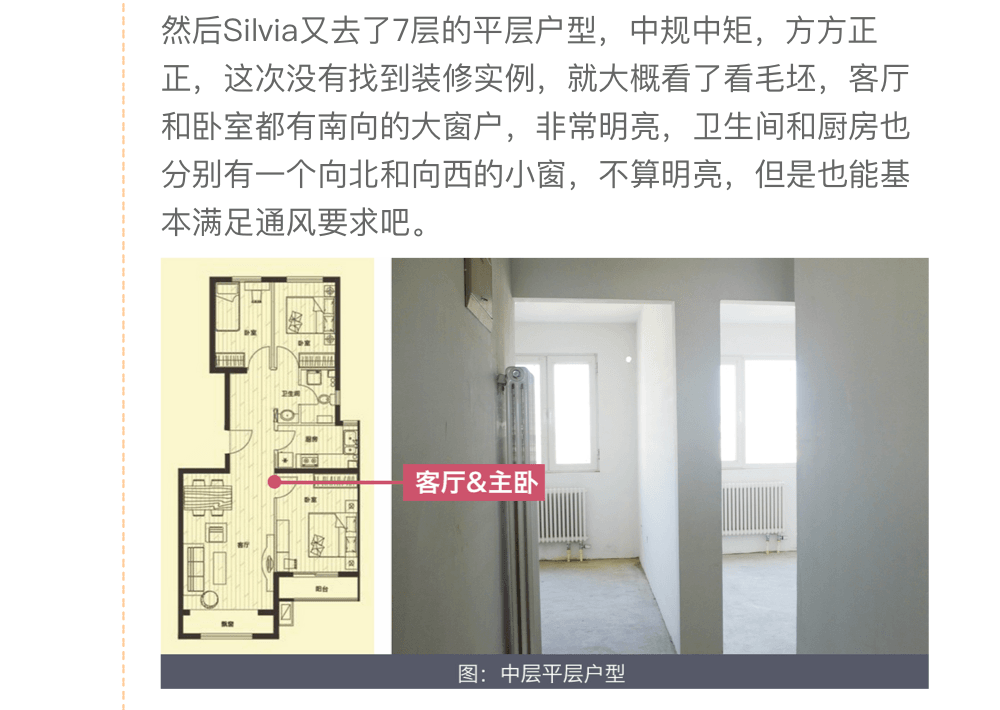 然后Silvia又去了7层的平层户型，中规中矩，方方正
正，这次没有找到装修实例，就大概看了看毛坯，客厅
和卧室都有南向的大窗户，非常明亮，卫生间和厨房也
分别有一个向北和向西的小窗，不算明亮，但是也能基
本满足通风要求吧。
卧室
卧室
卫生间
厨房
客厅&主卧
卧室
客厅
阳台
飘窗
图：中层平层户型